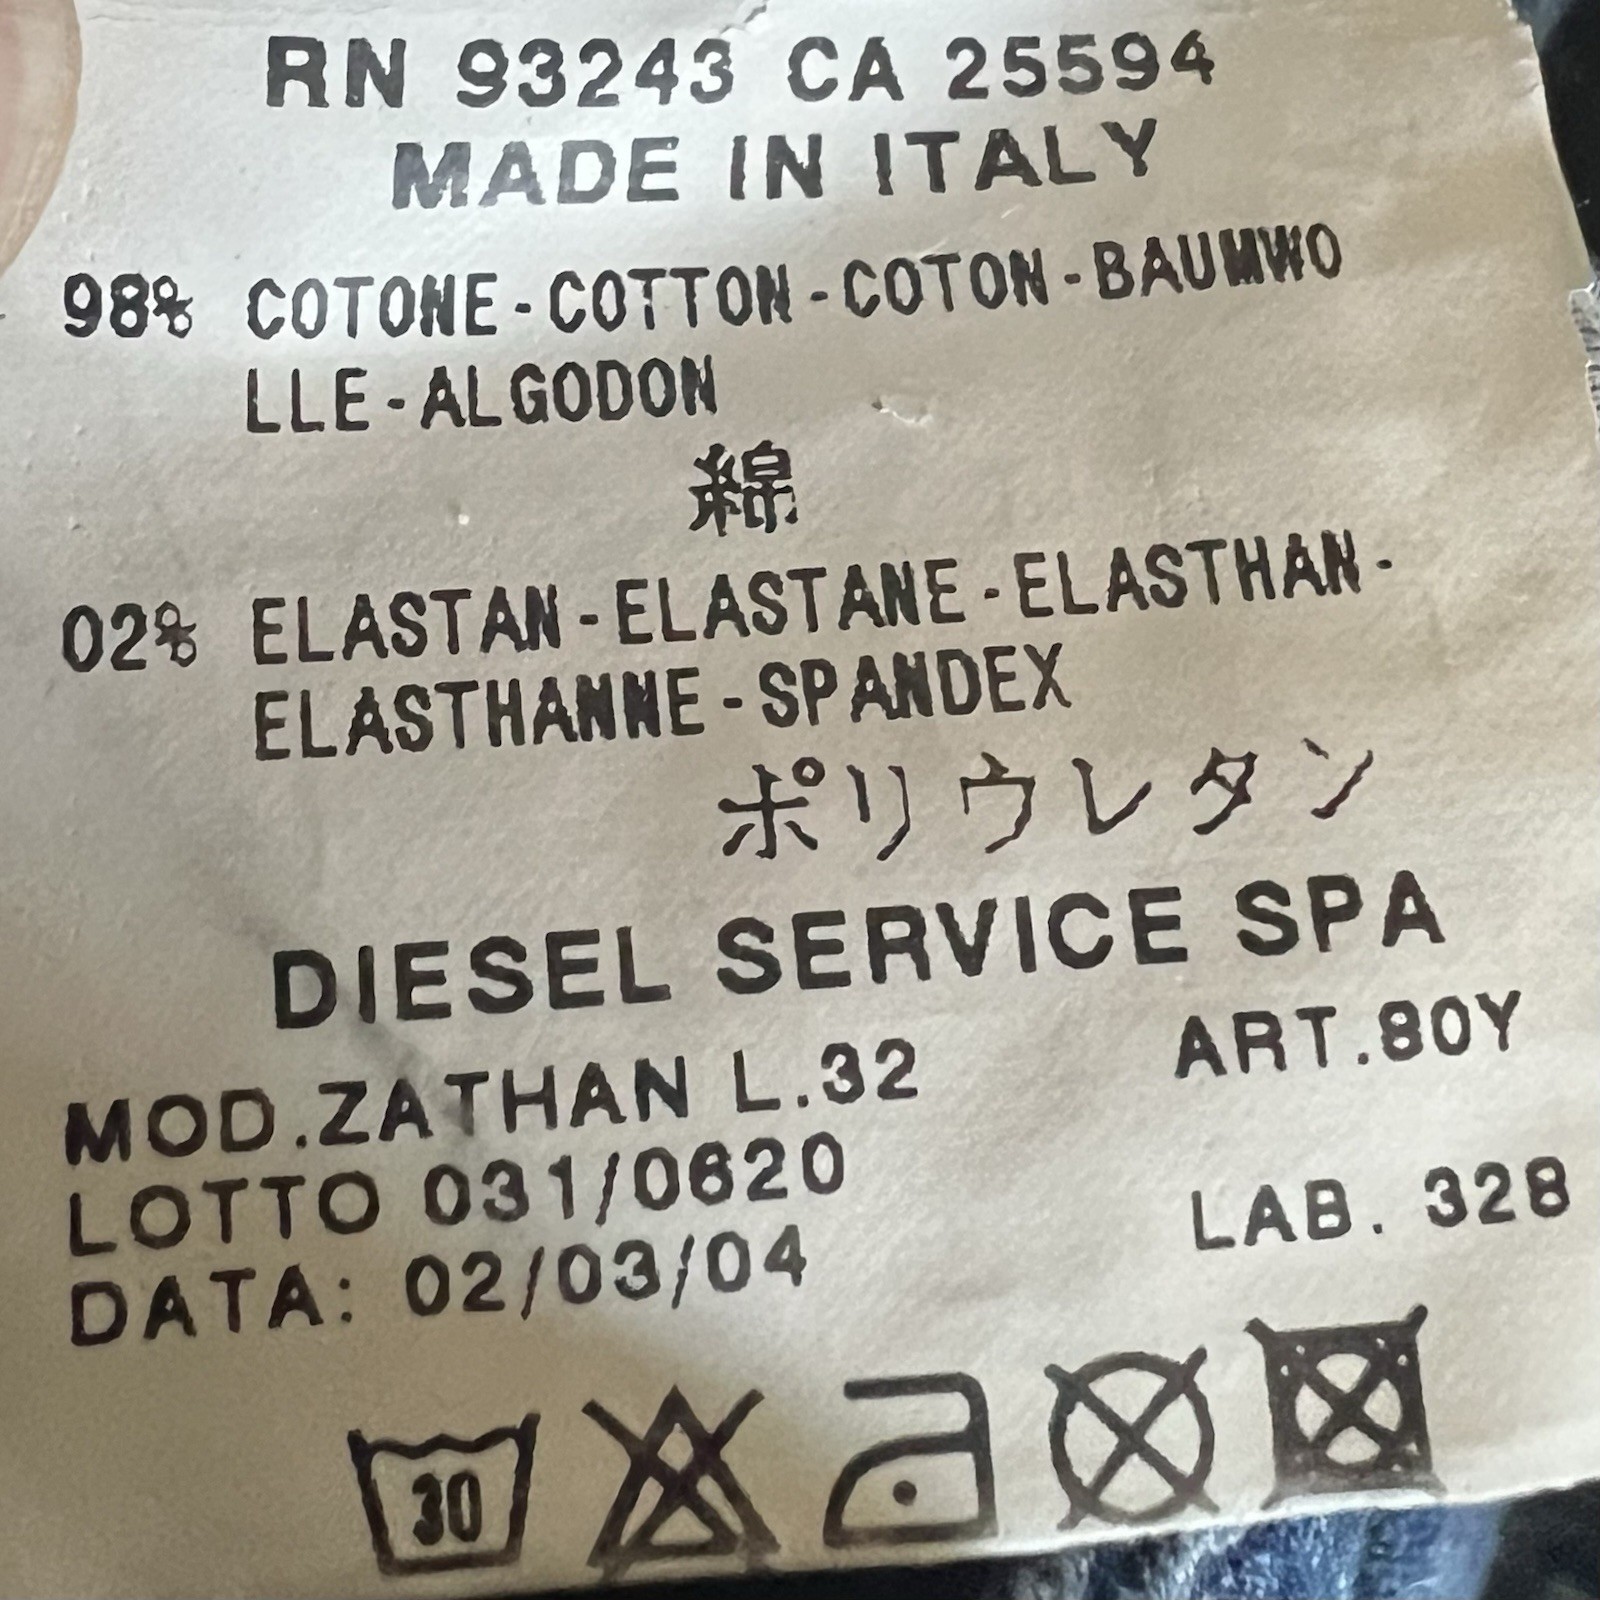 RN 93243 CA 25594
MADE IN ITALY
98% COTONE-COTTON-COTON-BAUMWO
LLE-ALGODON
綿
02% ELASTAN-ELASTANE-ELASTHAN-
ELASTHANNE-SPANDEX
ポリウレタン
DIESEL SERVICE SPA
MOD.ZATHAN L.32 ART.80Y
LOTTO 031/0620
DATA: 02/03/04 LAB. 328
30